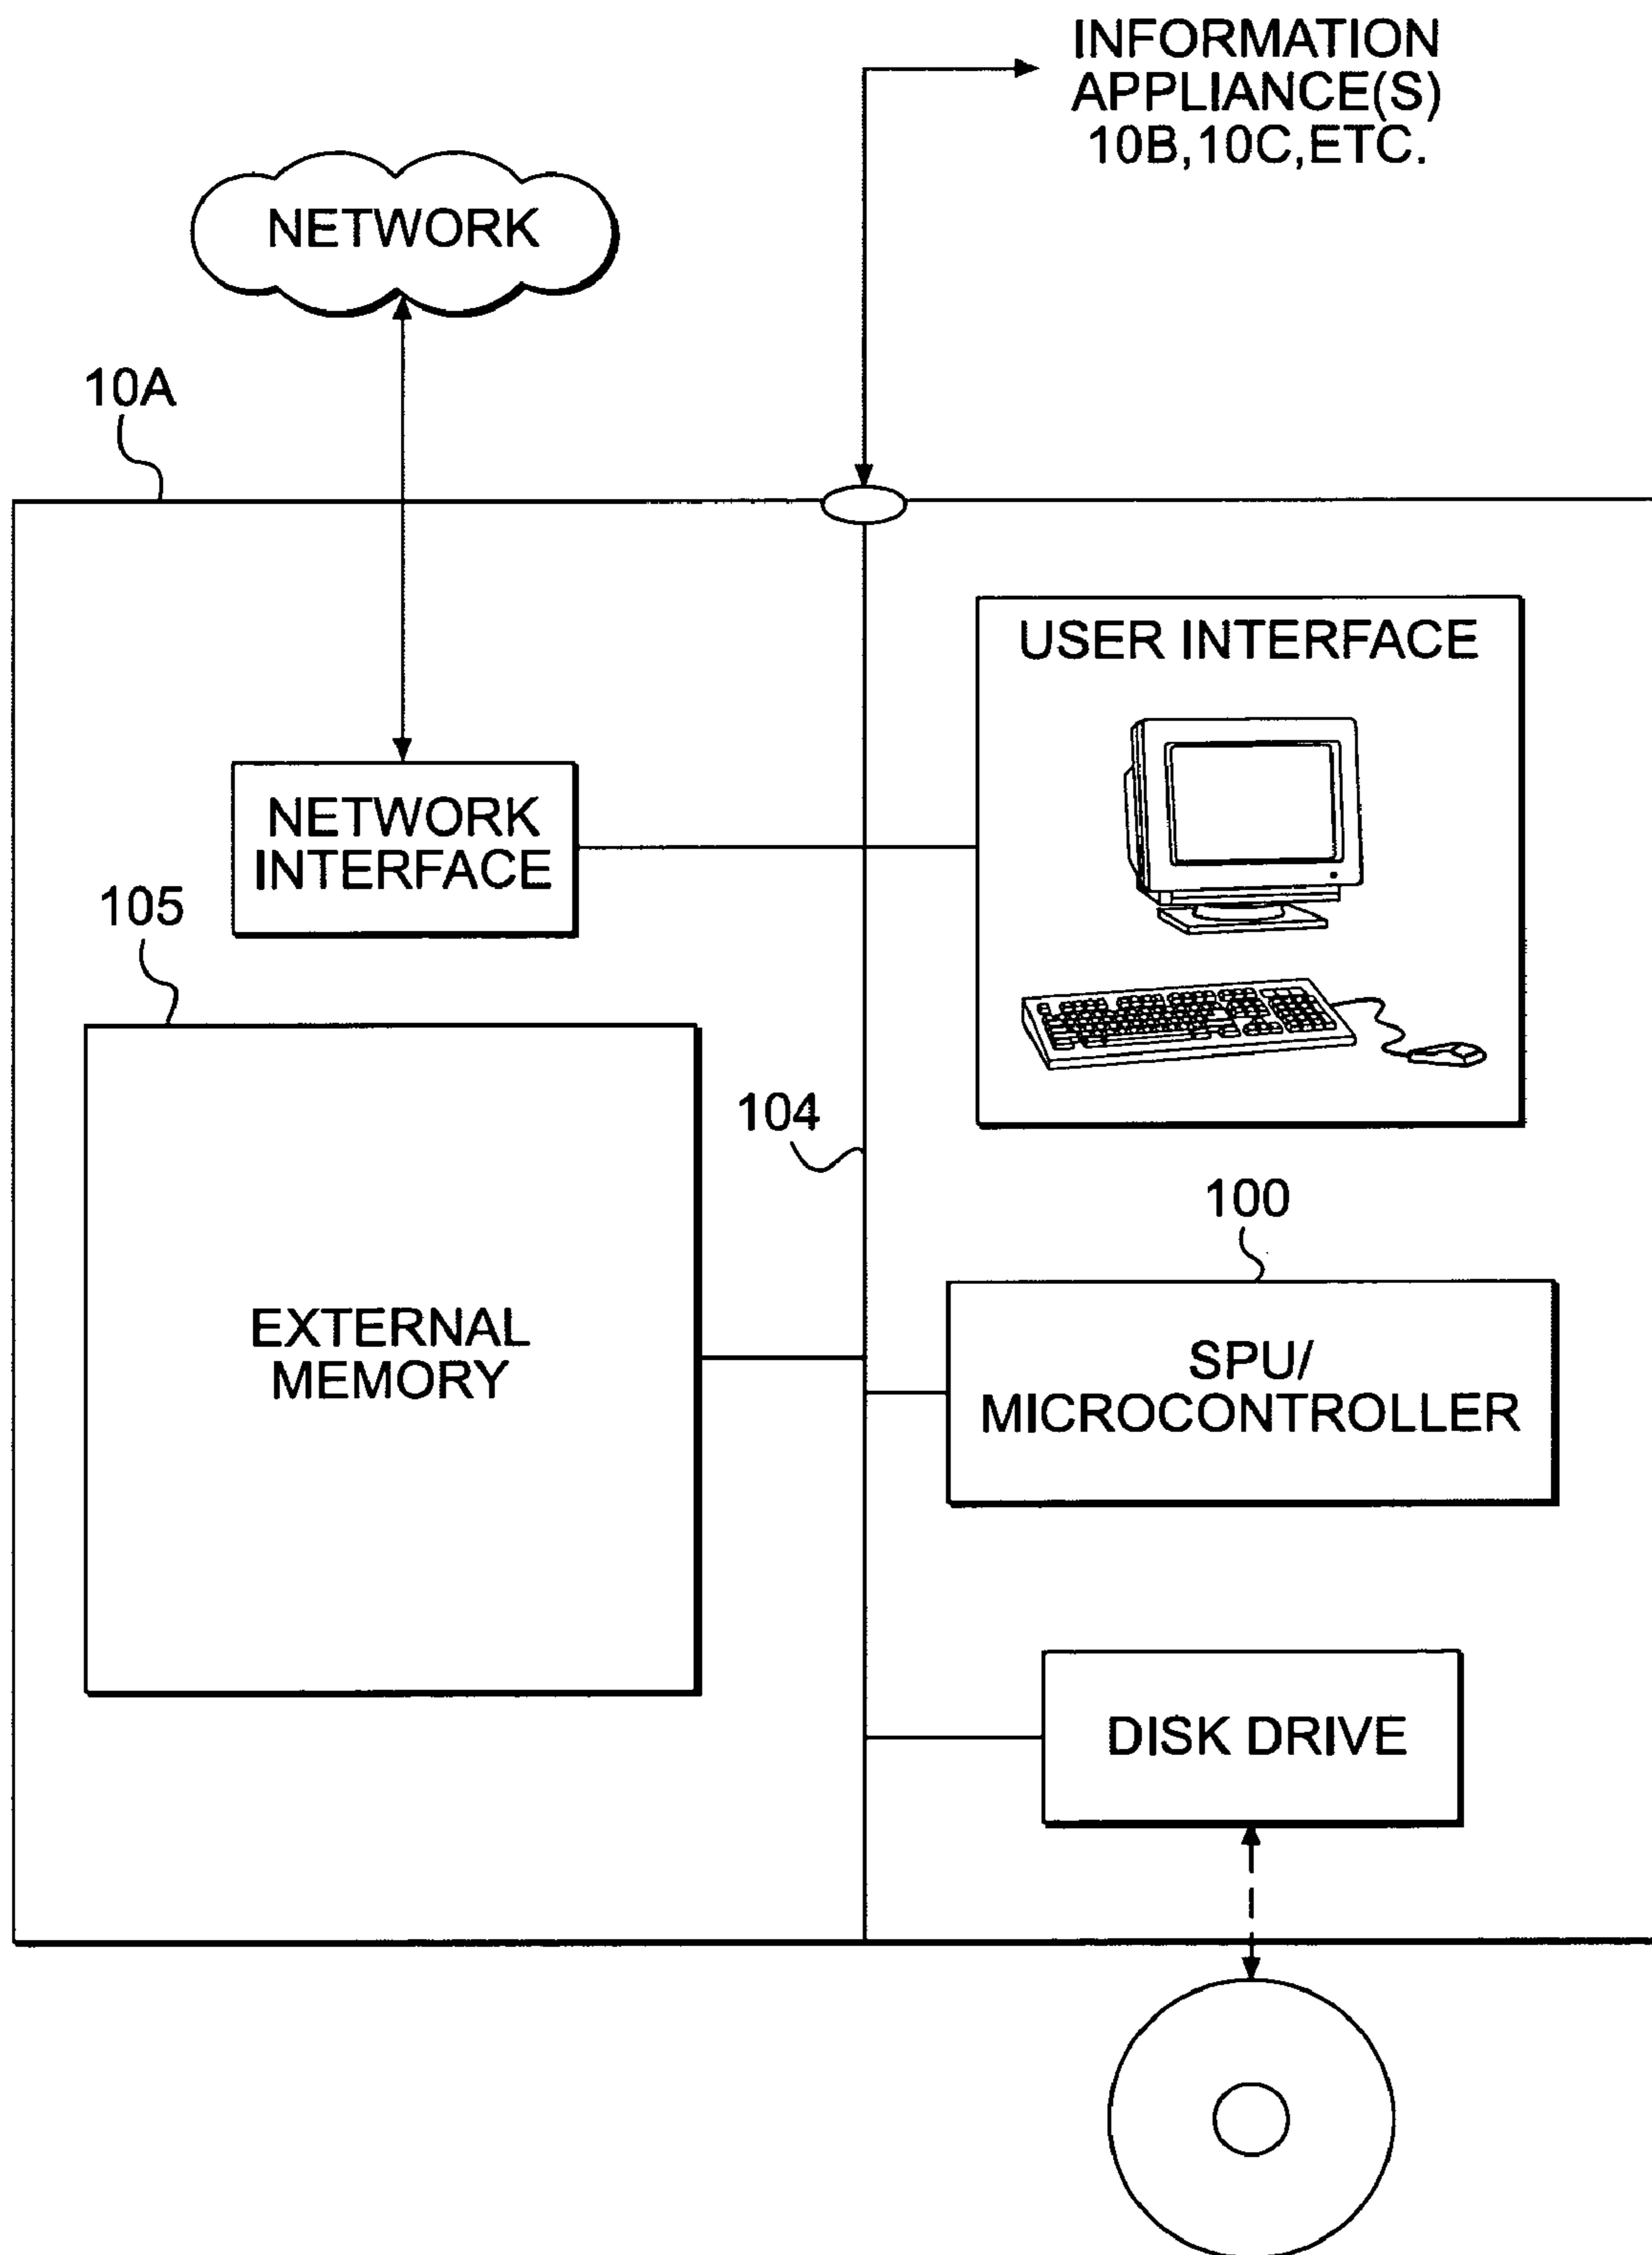 INFORMATION
APPLIANCE(S)
10B,10C,ETC.
NETWORK
10A
USER INTERFACE
NETWORK
INTERFACE
105
104
100
EXTERNAL
MEMORY
SPU/
MICROCONTROLLER
DISK DRIVE